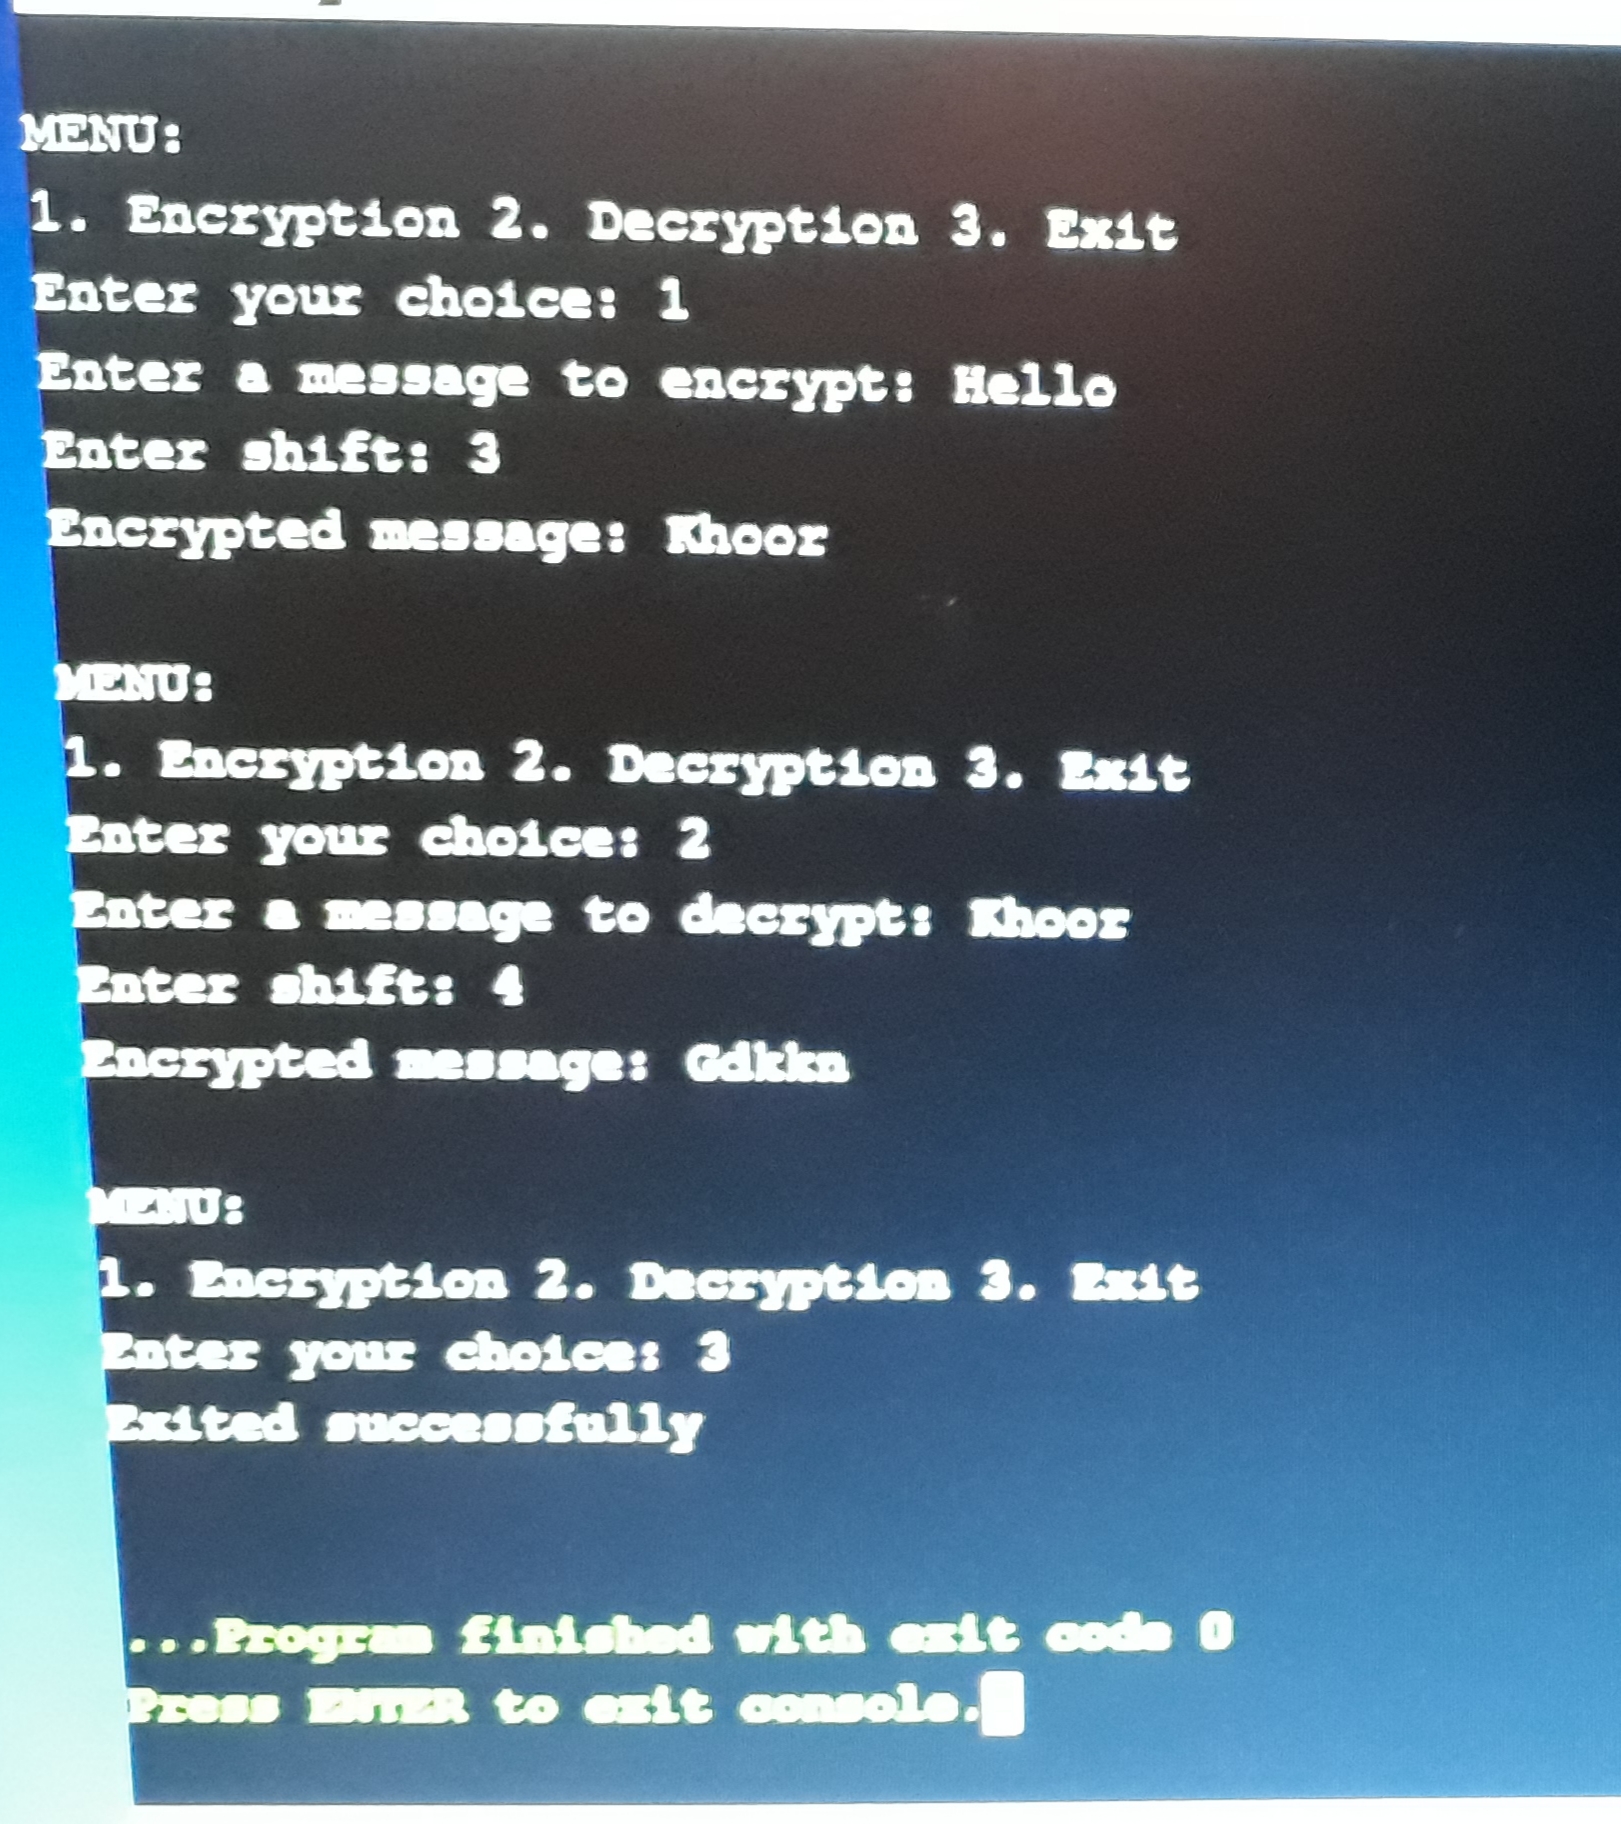 MENU:
1. Encryption 2. Decryption 3. Exit
Enter your choice: 1
Enter a message to encrypt: Hello
Enter shift: 3
Encrypted message: Khoor
MENU:
1. Encryption 2. Decryption 3. Exit
Enter your choice: 2
Enter a message to decrypt: Khoor
Enter shift: 4
Encrypted message: Gdkkn
MENU:
1. Encryption 2. Decryption 3. Exit
Enter your choice: 3
Exited successfully
...Program finished with exit code 0
Press ENTER to exit console.